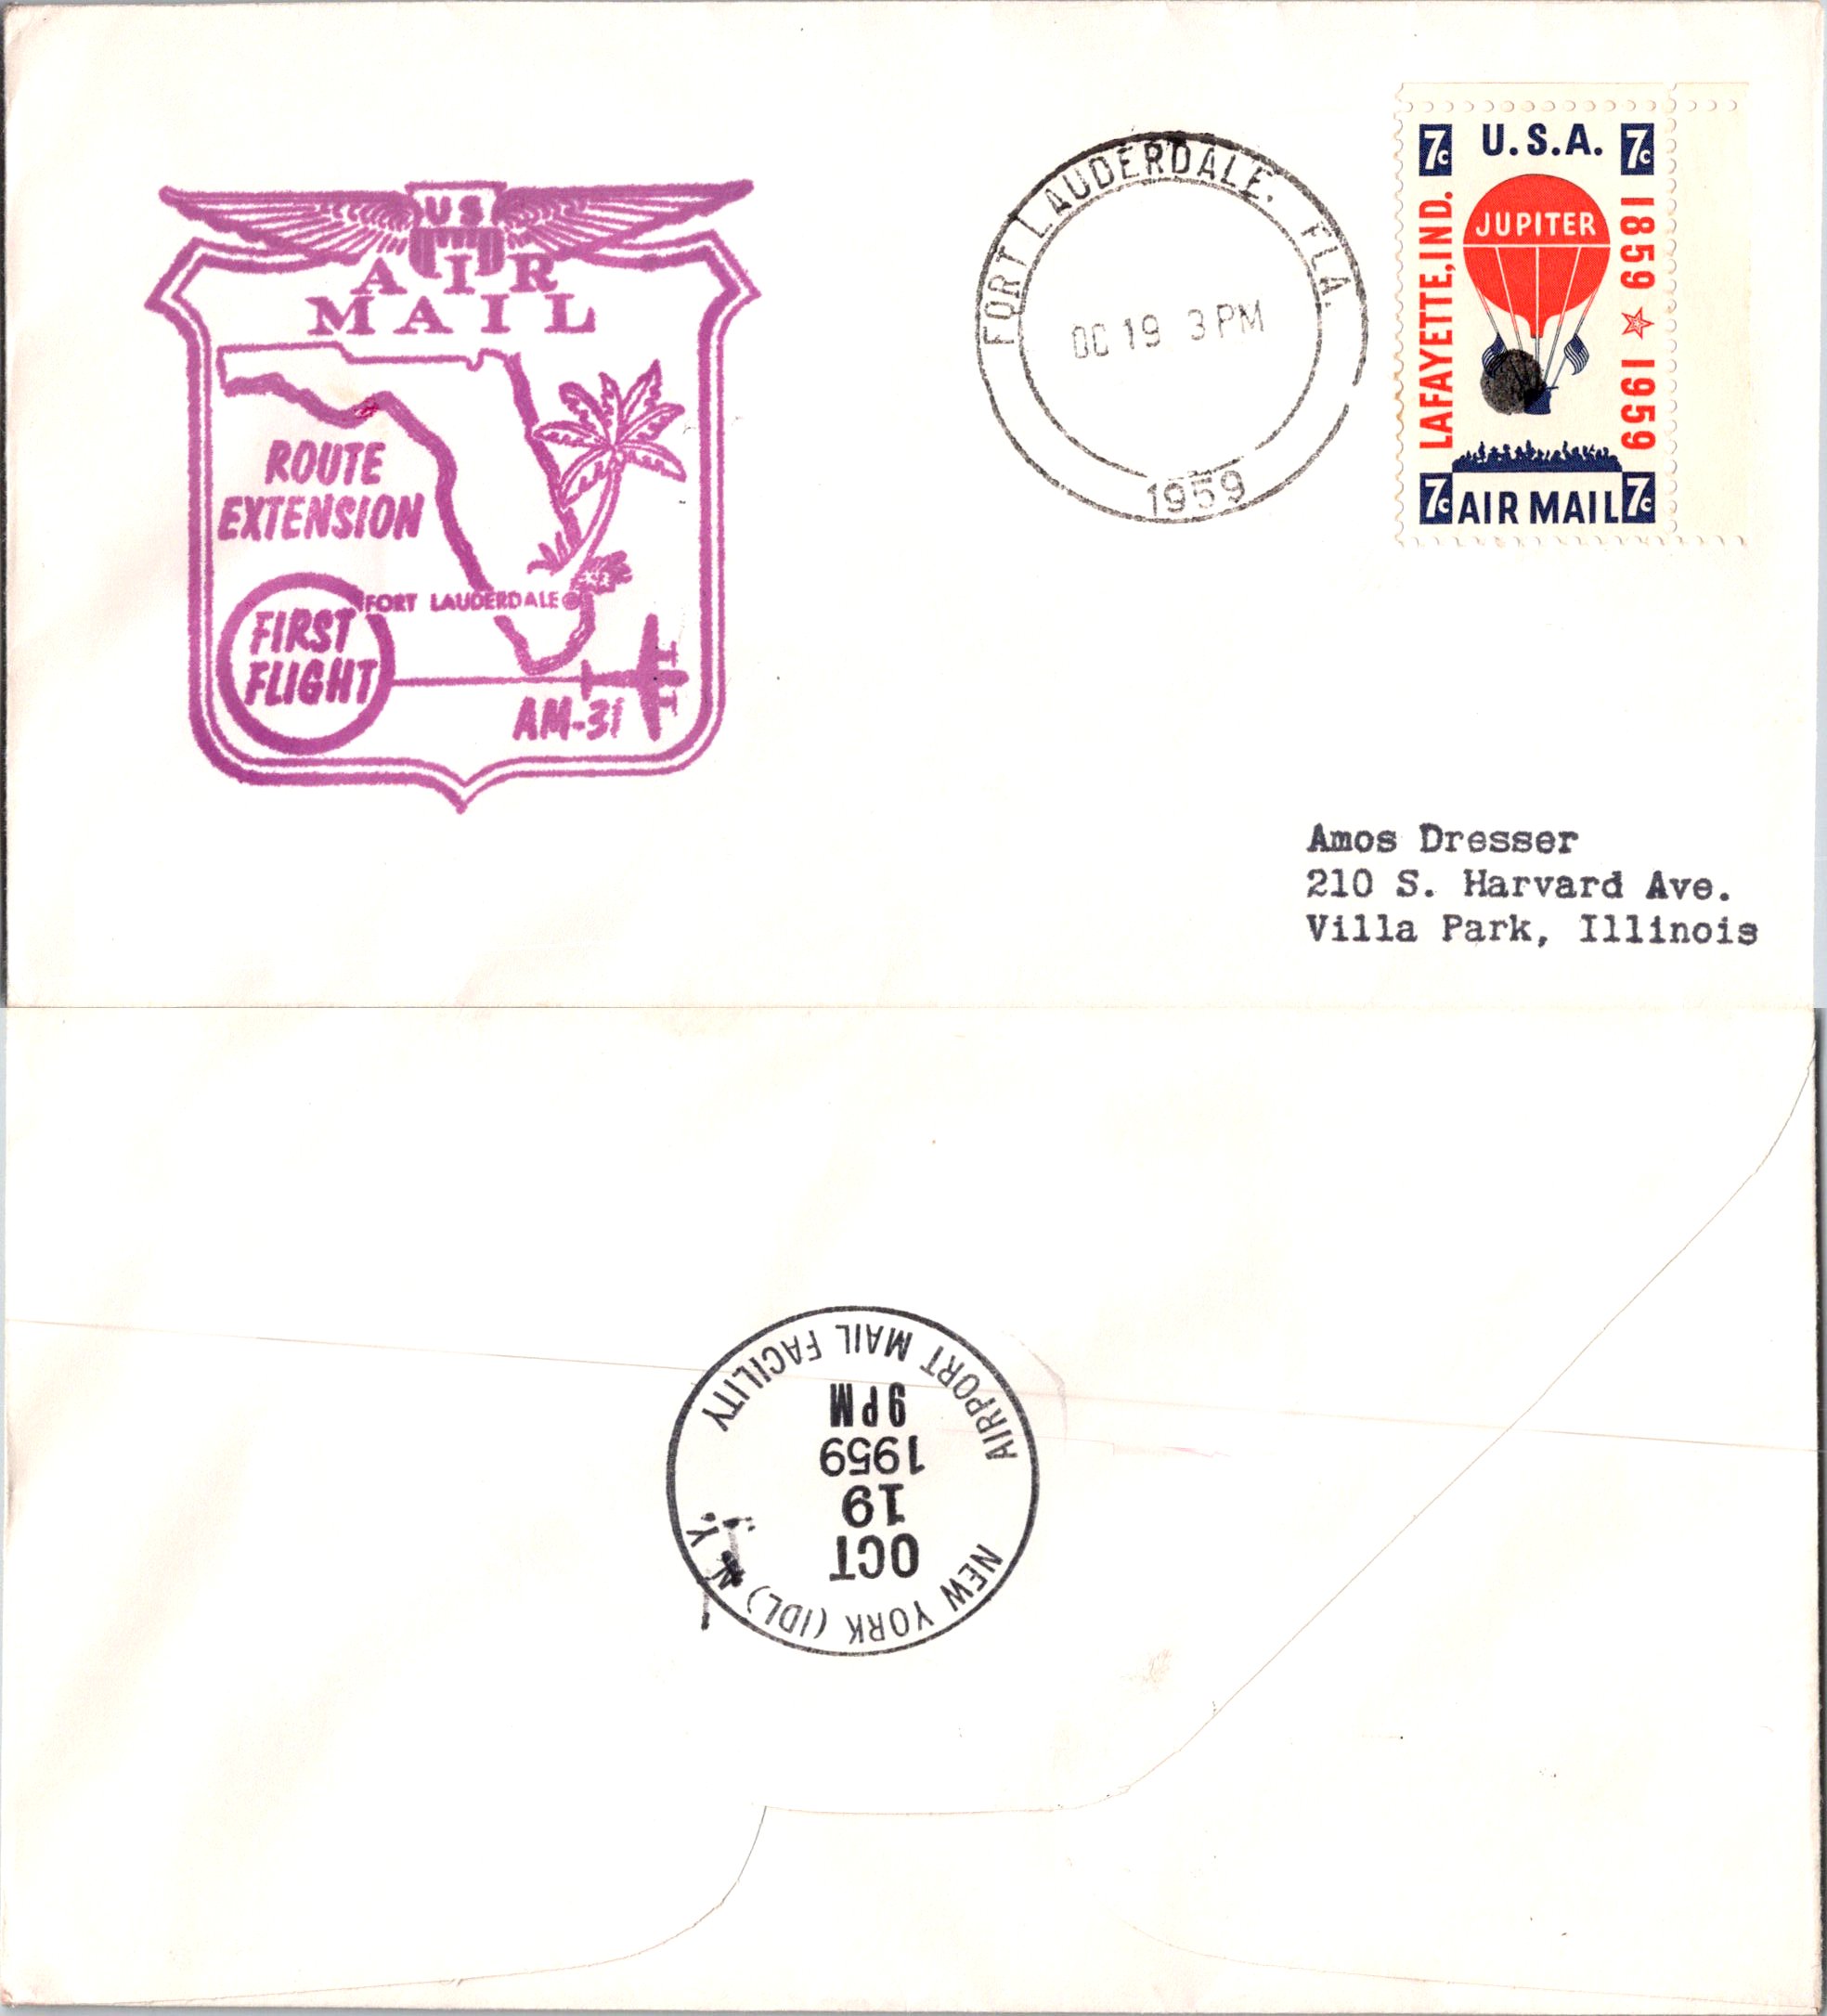 US
AIR
MAIL
ROUTE
EXTENSION
FORT LAUDERDALE
FIRST
FLIGHT
AM-31
FORT LAUDERDALE, FLA.
OC 19 3 PM
1959
7c U.S.A. 7c
LAFAYETTE, IND.
JUPITER
1859 ★ 1959
7c AIR MAIL 7c
Amos Dresser
210 S. Harvard Ave.
Villa Park, Illinois
NEW YORK (IDL) N.Y.
OCT
19
1959
9 PM
AIRPORT MAIL FACILITY